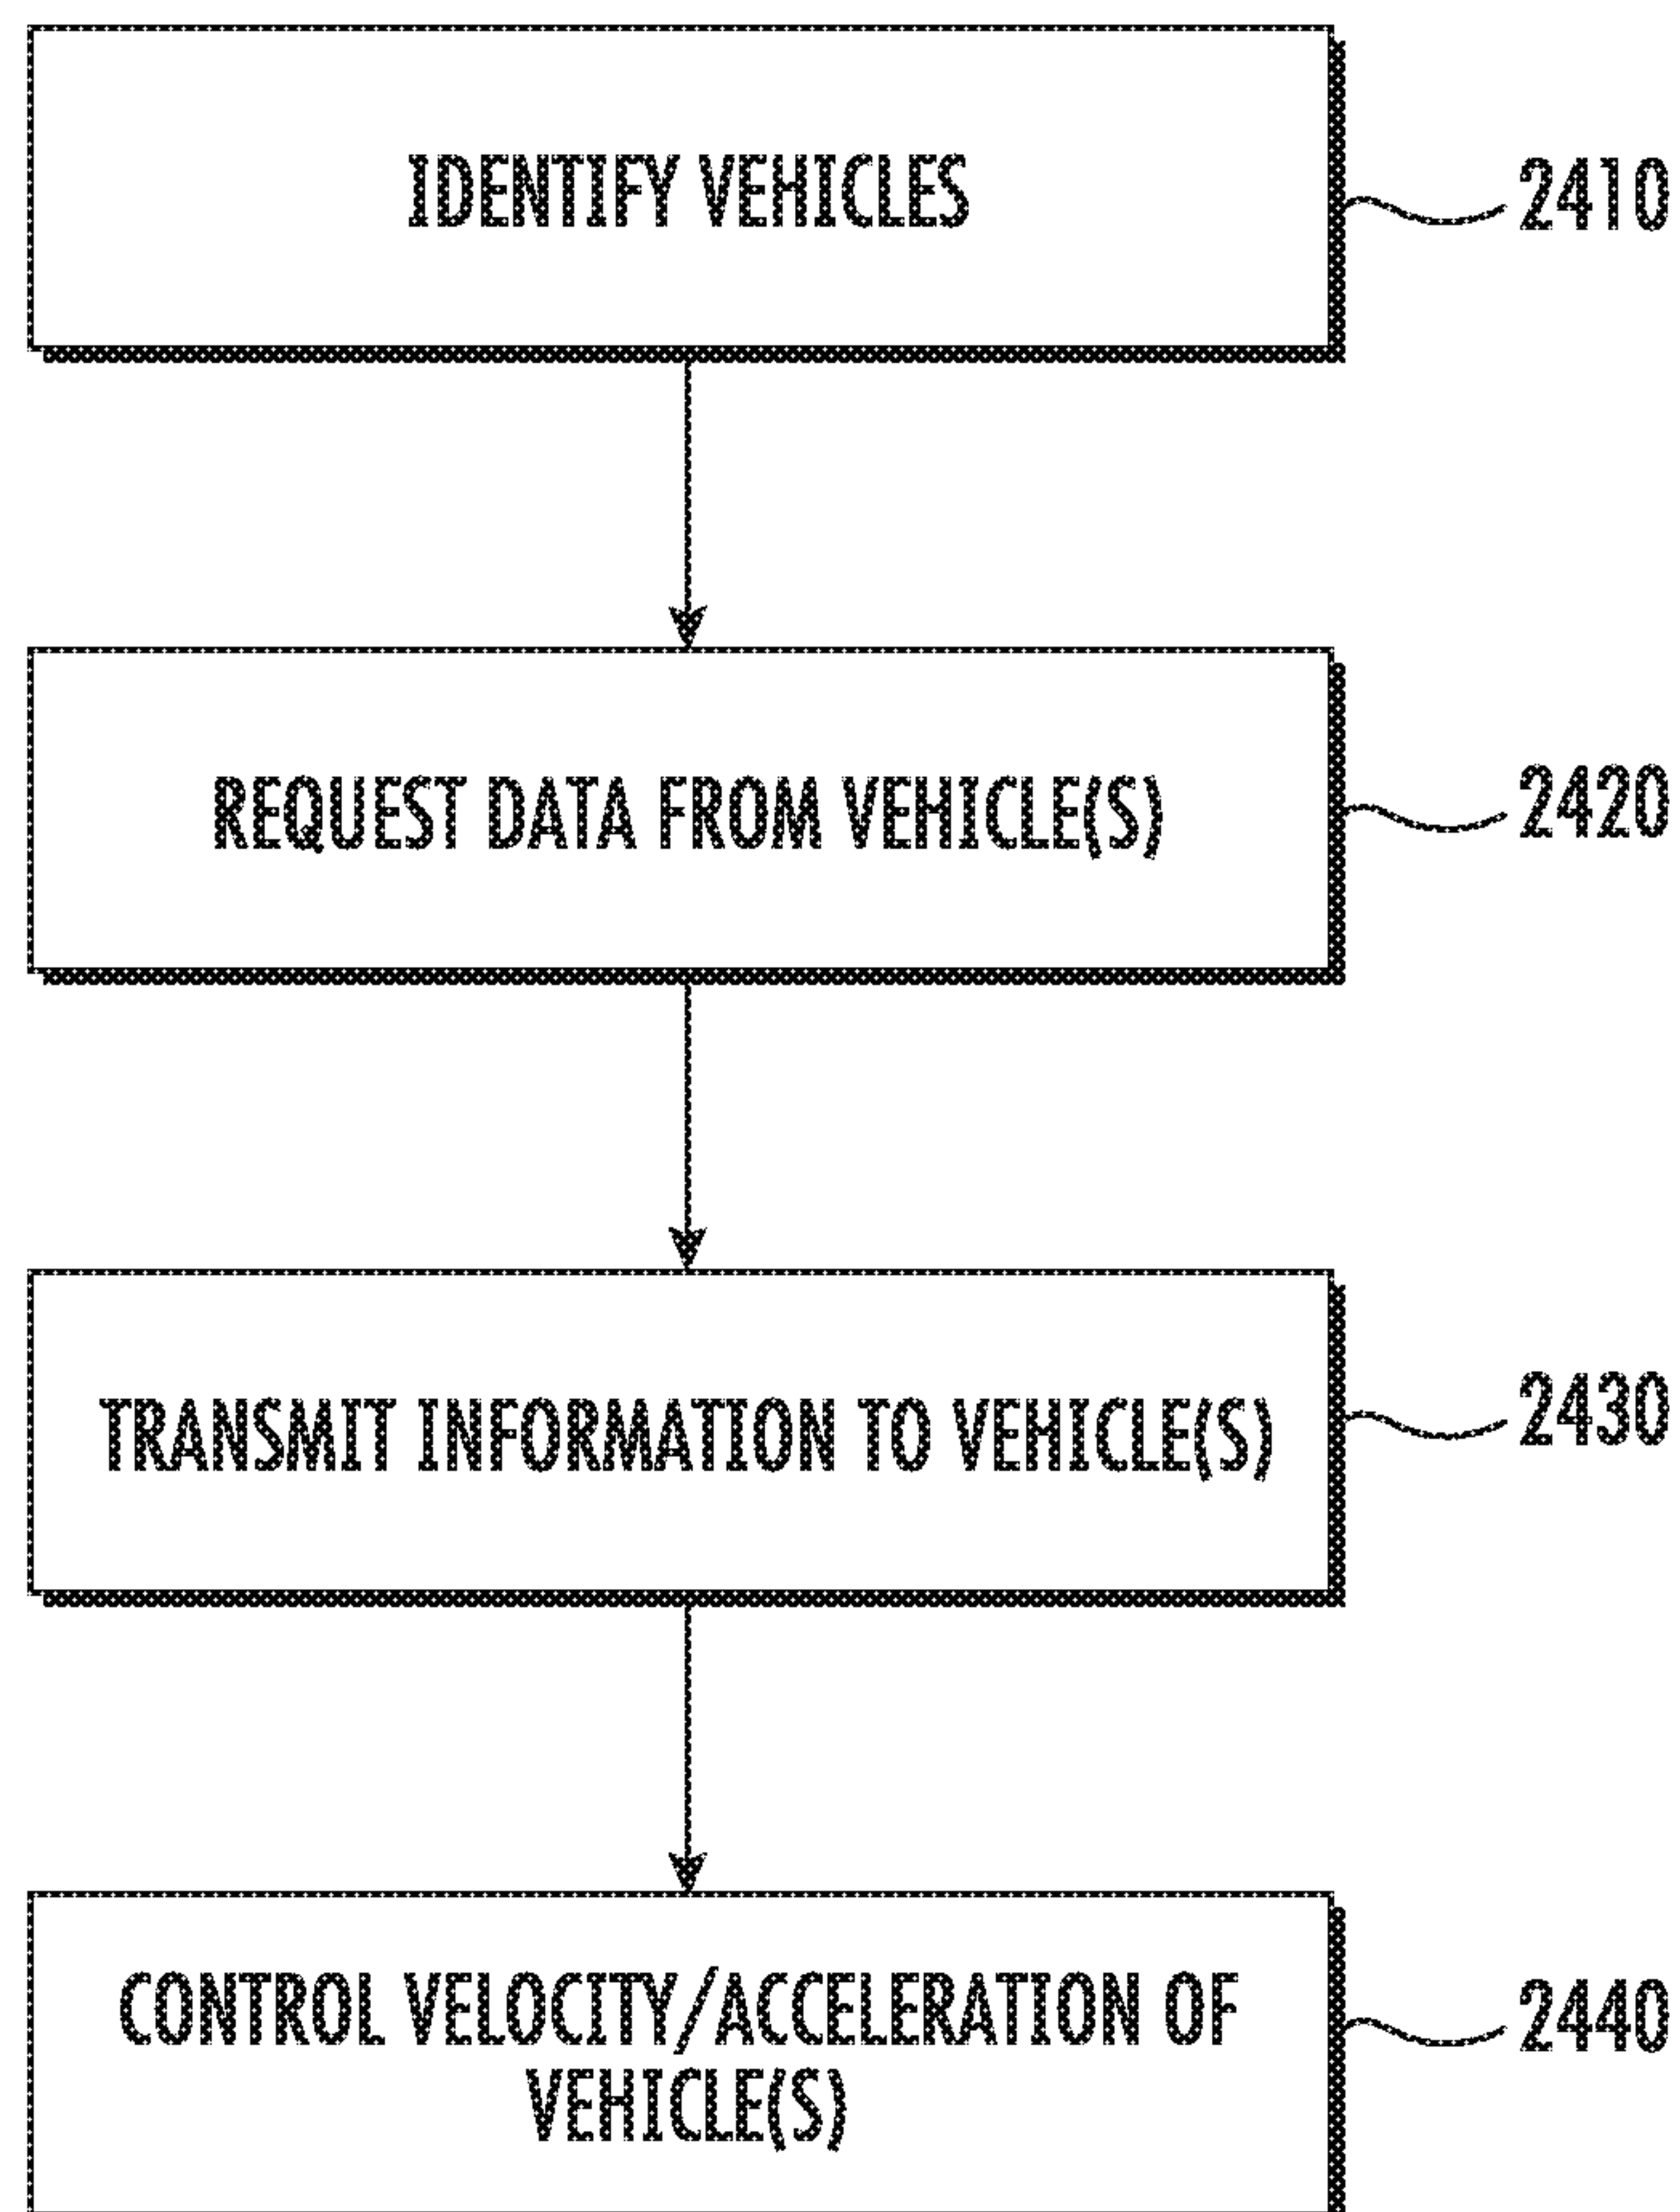 IDENTIFY VEHICLES
2410
REQUEST DATA FROM VEHICLE(S)
2420
TRANSMIT INFORMATION TO VEHICLE(S)
2430
CONTROL VELOCITY/ACCELERATION OF
VEHICLE(S)
2440